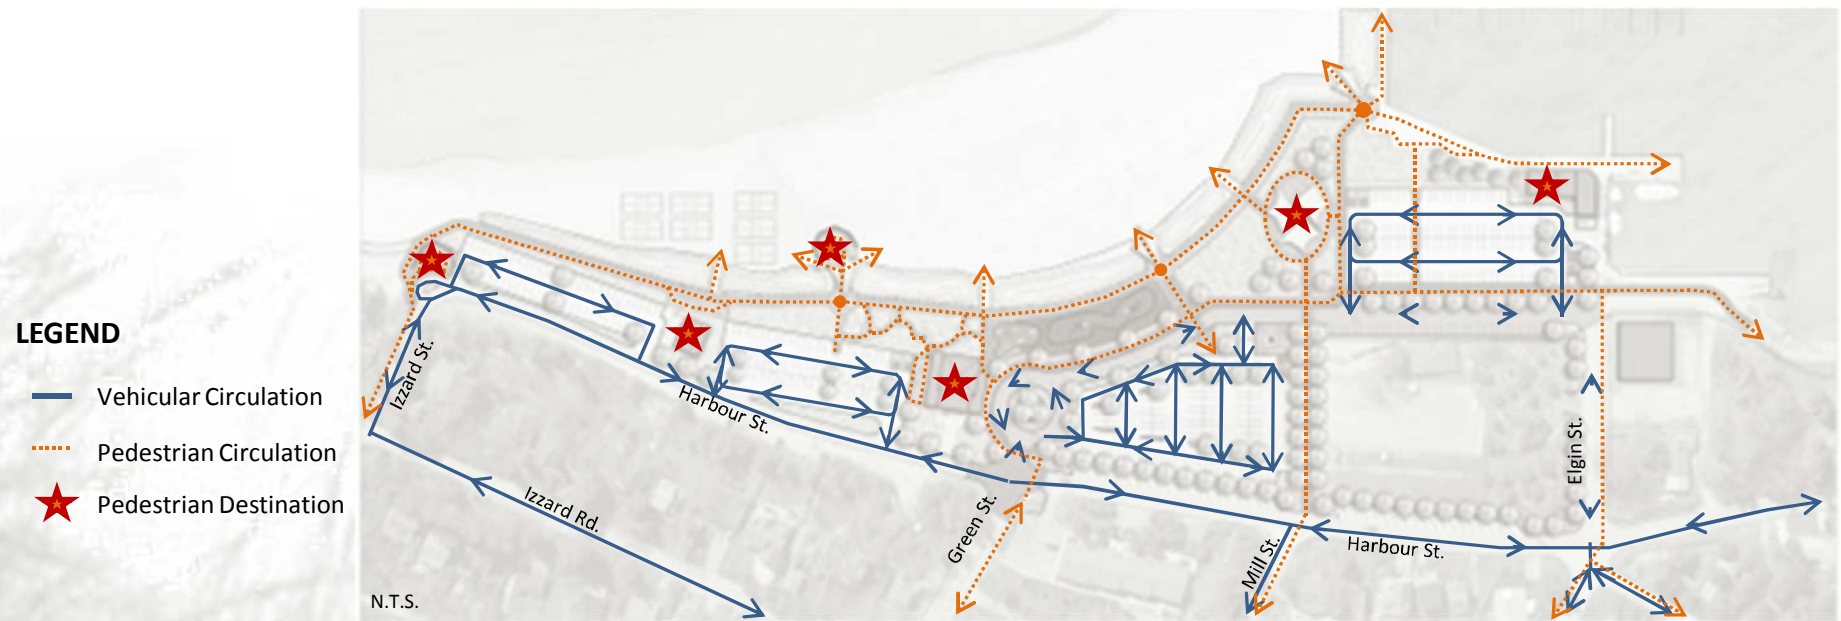 LEGEND
Vehicular Circulation
Pedestrian Circulation
Pedestrian Destination
Izzard St.
Harbour St.
Izzard Rd.
Green St.
Mill St.
Harbour St.
Elgin St.
N.T.S.